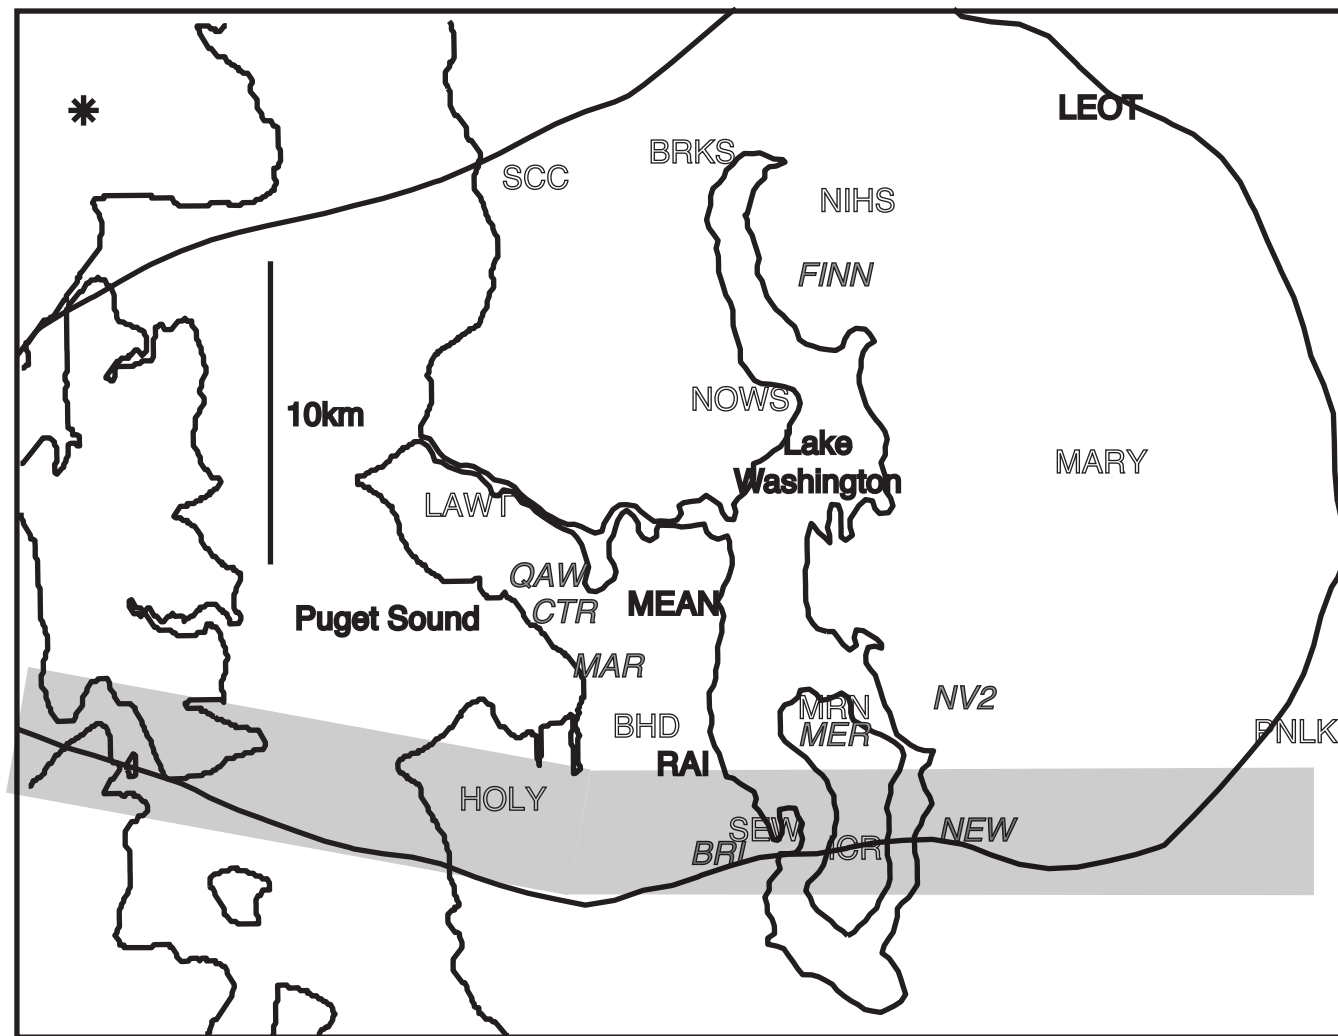 LEOT
BRKS
SCC
NIHS
FINN
NOWS
10km
Lake
Washington
MARY
LAWT
QAW
CTR
MEAN
Puget Sound
MAR
NV2
MRN
BHD
MER
PNLK
RAI
HOLY
SEW
NEW
BRI
ICR